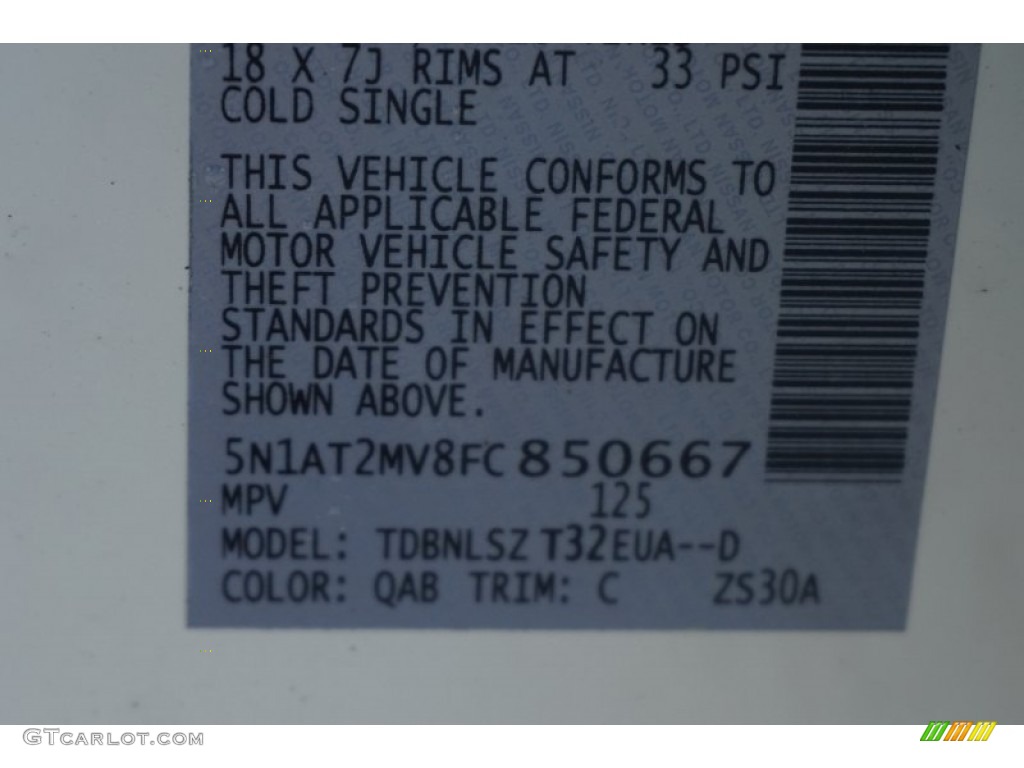 18 X 7J RIMS AT 33 PSI
COLD SINGLE
THIS VEHICLE CONFORMS TO
ALL APPLICABLE FEDERAL
MOTOR VEHICLE SAFETY AND
THEFT PREVENTION
STANDARDS IN EFFECT ON
THE DATE OF MANUFACTURE
SHOWN ABOVE.
5N1AT2MV8FC850667
MPV 125
MODEL: TDBNLSZ T32EUA--D
COLOR: QAB TRIM: C ZS30A
GTCARLOT.COM